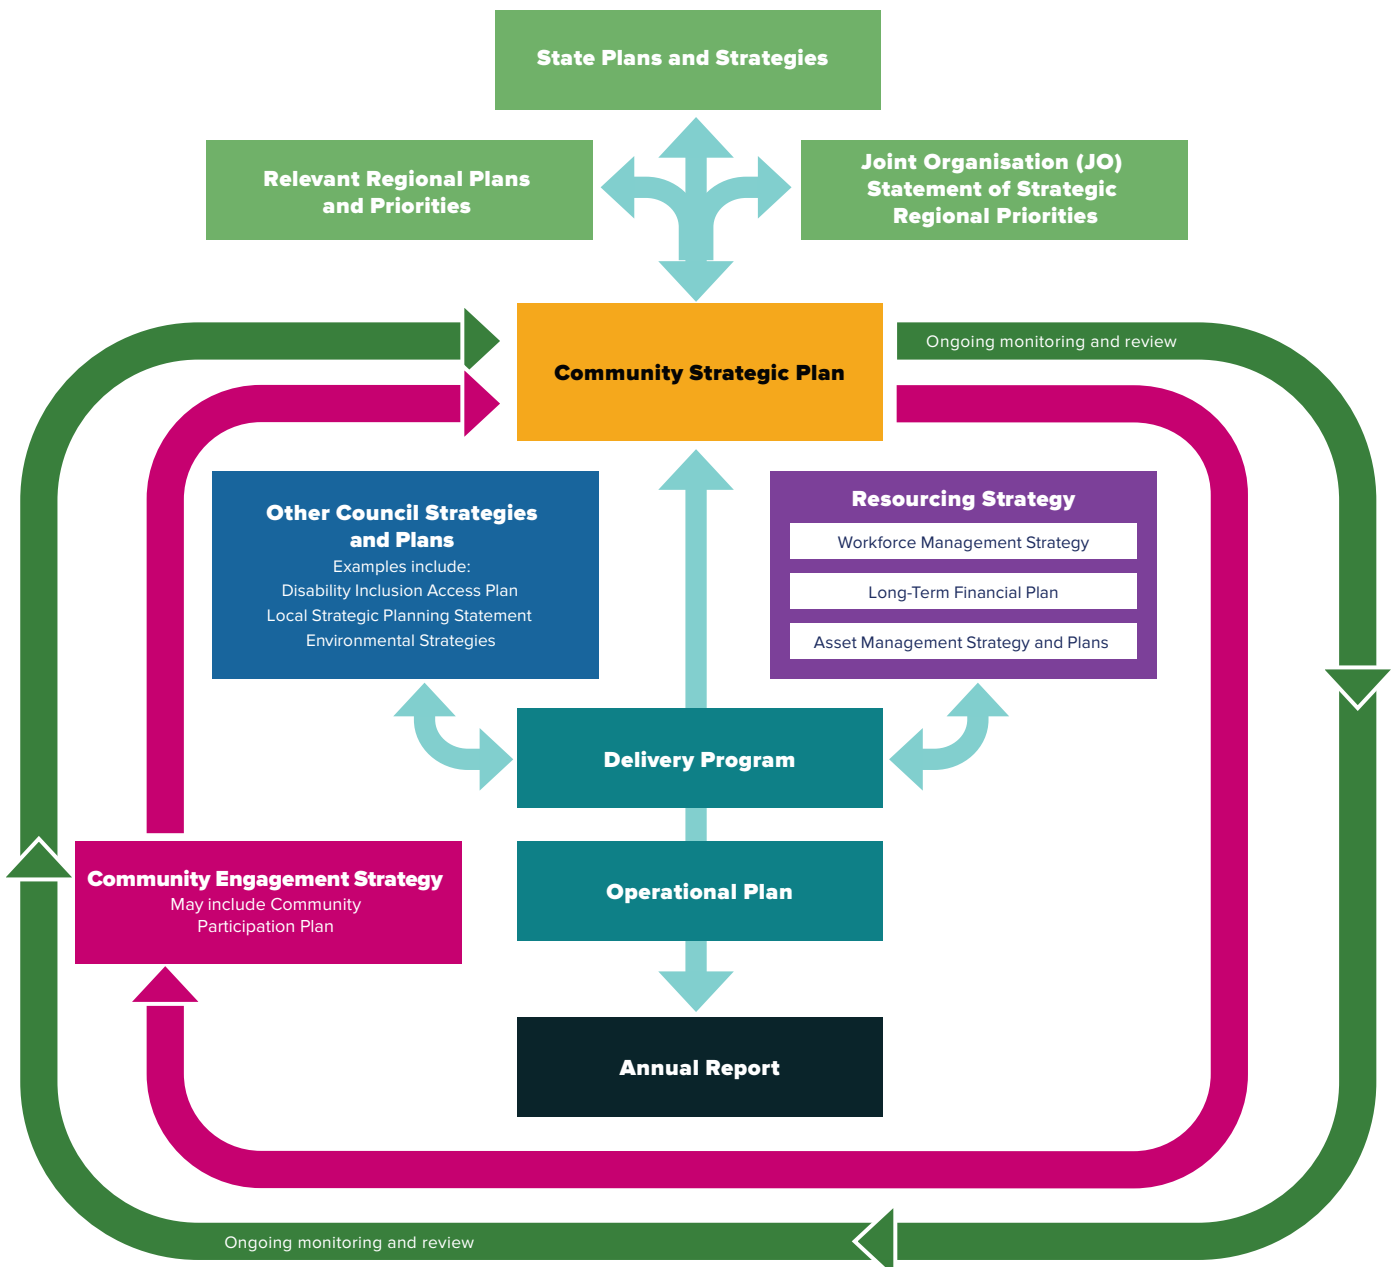 State Plans and Strategies
Relevant Regional Plans
and Priorities
Joint Organisation (JO)
Statement of Strategic
Regional Priorities
Community Strategic Plan
Ongoing monitoring and review
Other Council Strategies
and Plans
Examples include:
Disability Inclusion Access Plan
Local Strategic Planning Statement
Environmental Strategies
Resourcing Strategy
Workforce Management Strategy
Long-Term Financial Plan
Asset Management Strategy and Plans
Delivery Program
Community Engagement Strategy
May include Community
Participation Plan
Operational Plan
Annual Report
Ongoing monitoring and review